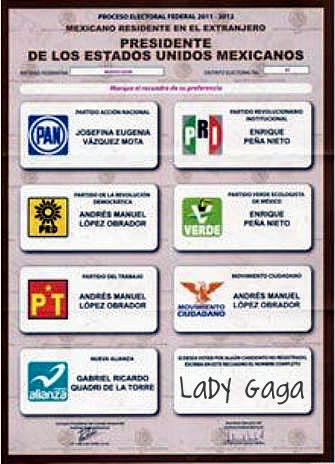 PROCESO ELECTORAL FEDERAL 2011 - 2012
MEXICANO RESIDENTE EN EL EXTRANJERO
PRESIDENTE
DE LOS ESTADOS UNIDOS MEXICANOS
ENTIDAD FEDERATIVA
DISTRITO ELECTORAL
Marque el recuadro de su preferencia
PAN
PARTIDO ACCIÓN NACIONAL
JOSEFINA EUGENIA
VÁZQUEZ MOTA
PRI
PARTIDO REVOLUCIONARIO
INSTITUCIONAL
ENRIQUE
PEÑA NIETO
PRD
PARTIDO DE LA REVOLUCIÓN
DEMOCRÁTICA
ANDRÉS MANUEL
LÓPEZ OBRADOR
VERDE
PARTIDO VERDE ECOLOGISTA
DE MÉXICO
ENRIQUE
PEÑA NIETO
PT
PARTIDO DEL TRABAJO
ANDRÉS MANUEL
LÓPEZ OBRADOR
MOVIMIENTO
CIUDADANO
MOVIMIENTO CIUDADANO
ANDRÉS MANUEL
LÓPEZ OBRADOR
alianza
NUEVA ALIANZA
GABRIEL RICARDO
QUADRI DE LA TORRE
SI DESEA VOTAR POR ALGÚN CANDIDATO NO REGISTRADO,
ESCRIBA EN ESTE RECUADRO EL NOMBRE COMPLETO
LADY Gaga